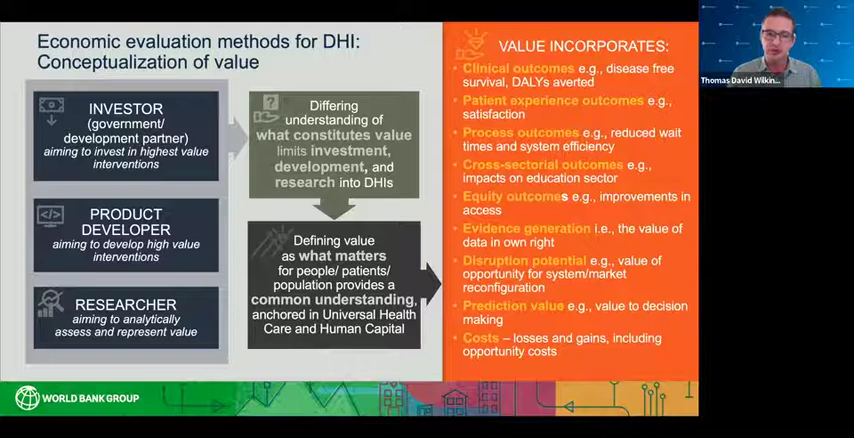 Economic evaluation methods for DHI:
Conceptualization of value
INVESTOR
(government/
development partner)
aiming to invest in highest value
interventions
PRODUCT
DEVELOPER
aiming to develop high value
interventions
RESEARCHER
aiming to analytically
assess and represent value
Differing
understanding of
what constitutes value
limits investment,
development, and
research into DHIs
Defining value
as what matters
for people/ patients/
population provides a
common understanding,
anchored in Universal Health
Care and Human Capital
VALUE INCORPORATES:
• Clinical outcomes e.g., disease free
survival, DALYs averted
• Patient experience outcomes e.g.,
satisfaction
• Process outcomes e.g., reduced wait
times and system efficiency
• Cross-sectorial outcomes e.g.,
impacts on education sector
• Equity outcomes e.g., improvements in
access
• Evidence generation i.e., the value of
data in own right
• Disruption potential e.g., value of
opportunity for system/market
reconfiguration
• Prediction value e.g., value to decision
making
• Costs – losses and gains, including
opportunity costs
WORLD BANK GROUP
Thomas David Wilkin...